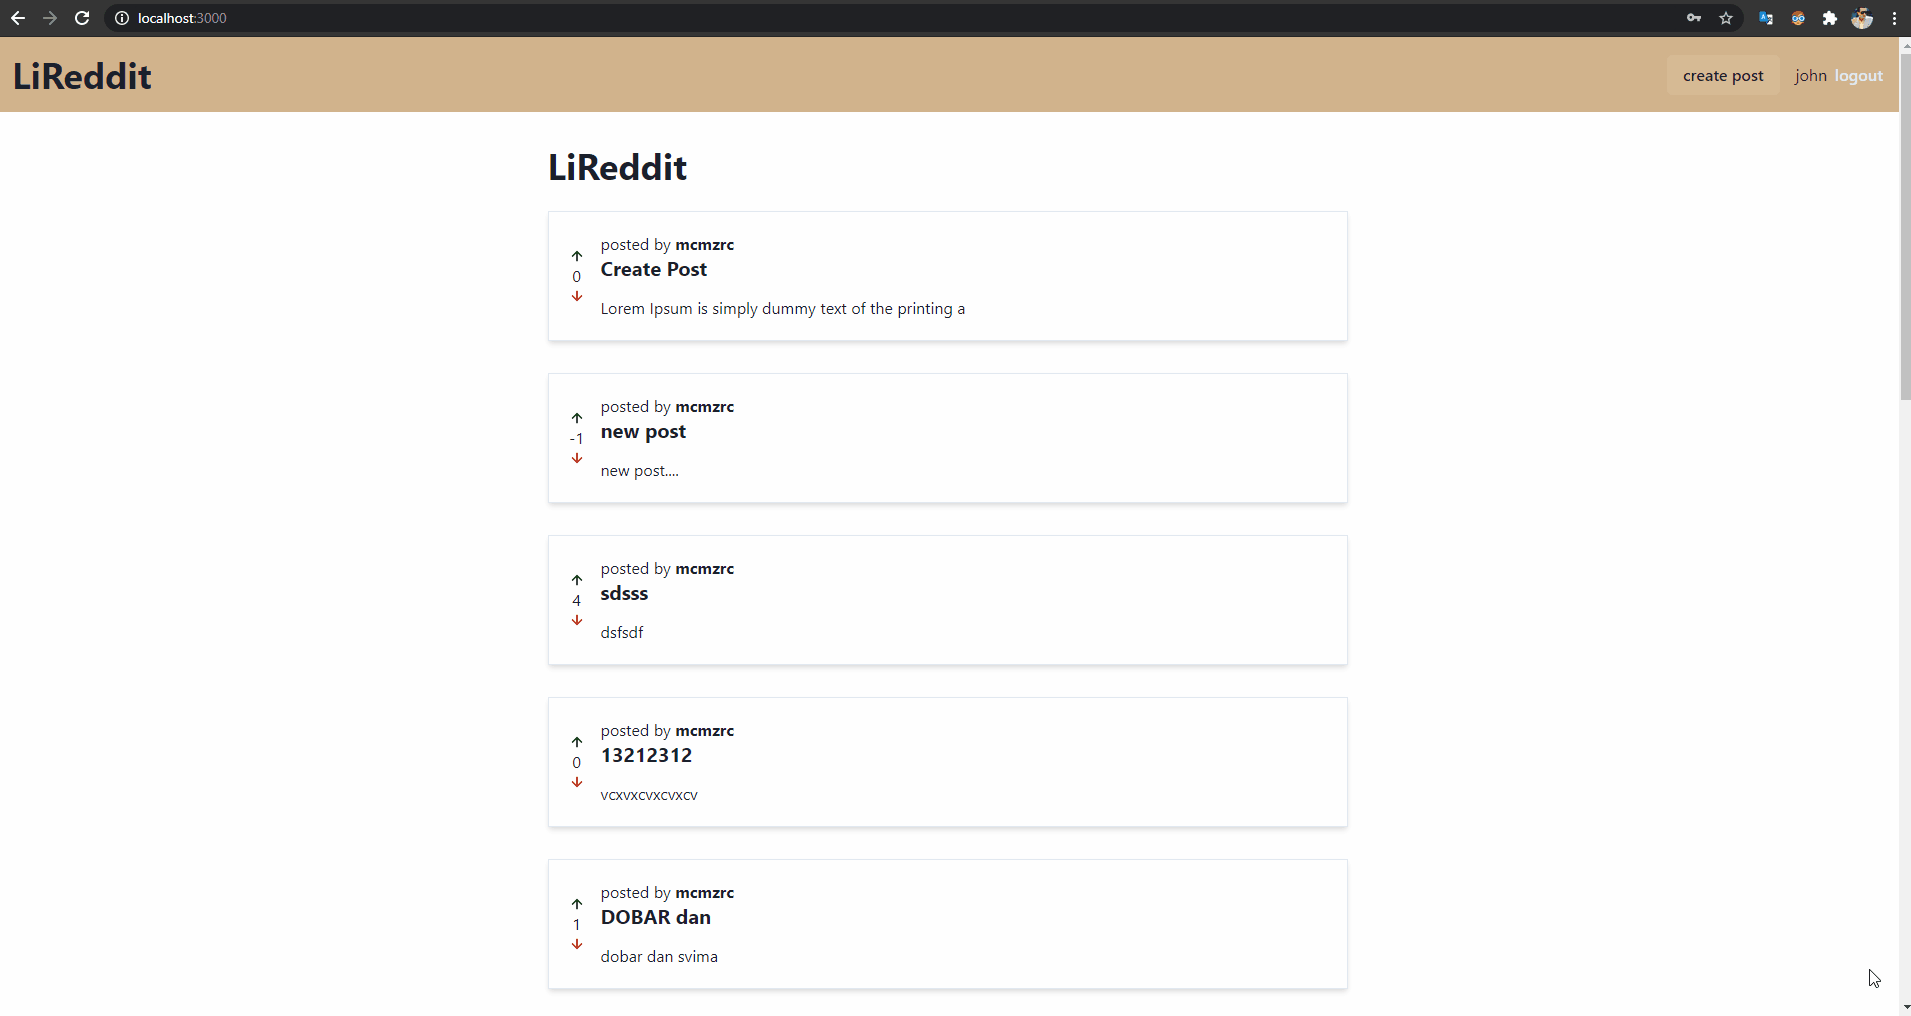 localhost:3000
LiReddit
create post
john logout
LiReddit
posted by mcmzrc
Create Post
0
Lorem Ipsum is simply dummy text of the printing a
posted by mcmzrc
new post
-1
new post....
posted by mcmzrc
sdsss
4
dsfsdf
posted by mcmzrc
13212312
0
vcxvxcvxcvxcv
posted by mcmzrc
DOBAR dan
1
dobar dan svima